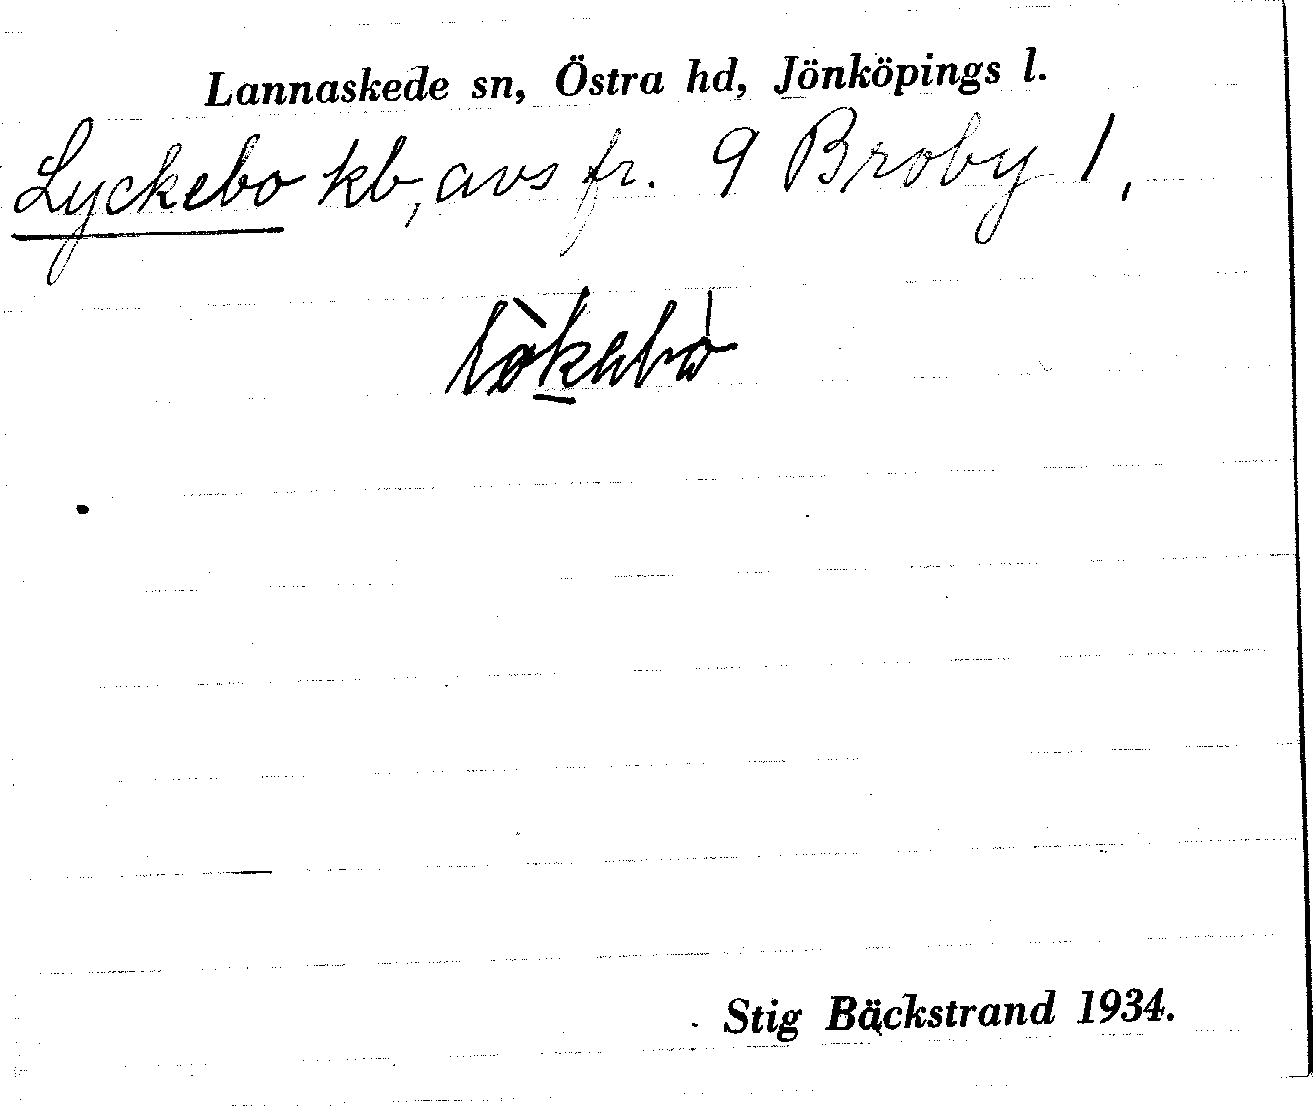 Lannaskede sn, Östra hd, Jönköpings l.
Lyckebo kb, avs fr. 9 Broby 1,
Stig Bäckstrand 1934.